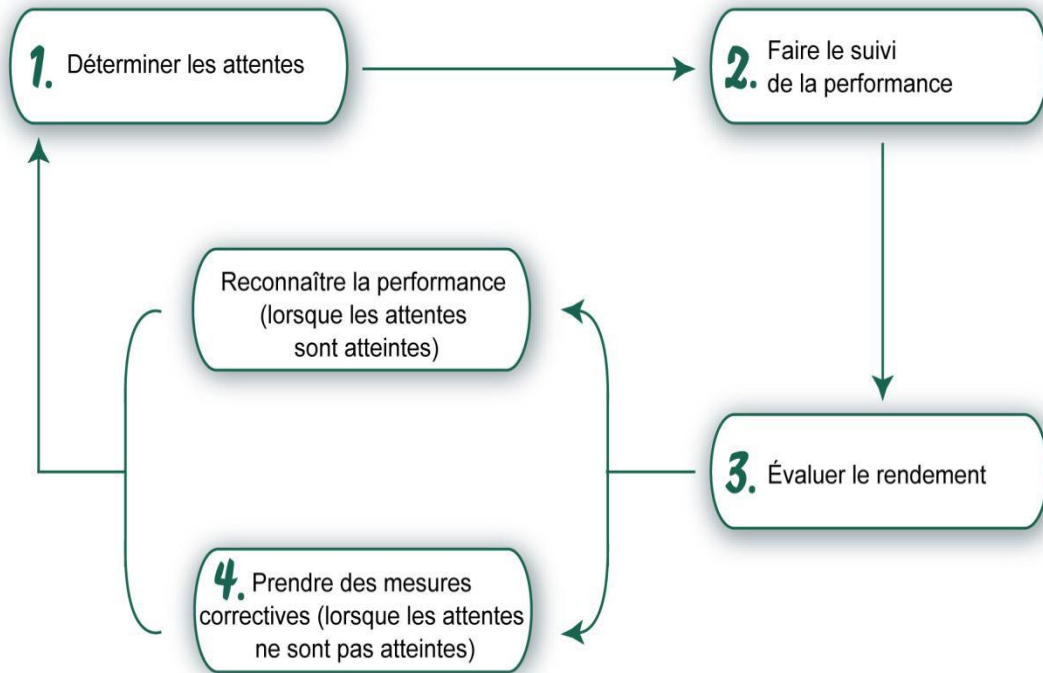 1. Déterminer les attentes
2. Faire le suivi
de la performance
3. Évaluer le rendement
Reconnaître la performance
(lorsque les attentes
sont atteintes)
4. Prendre des mesures
correctives (lorsque les attentes
ne sont pas atteintes)